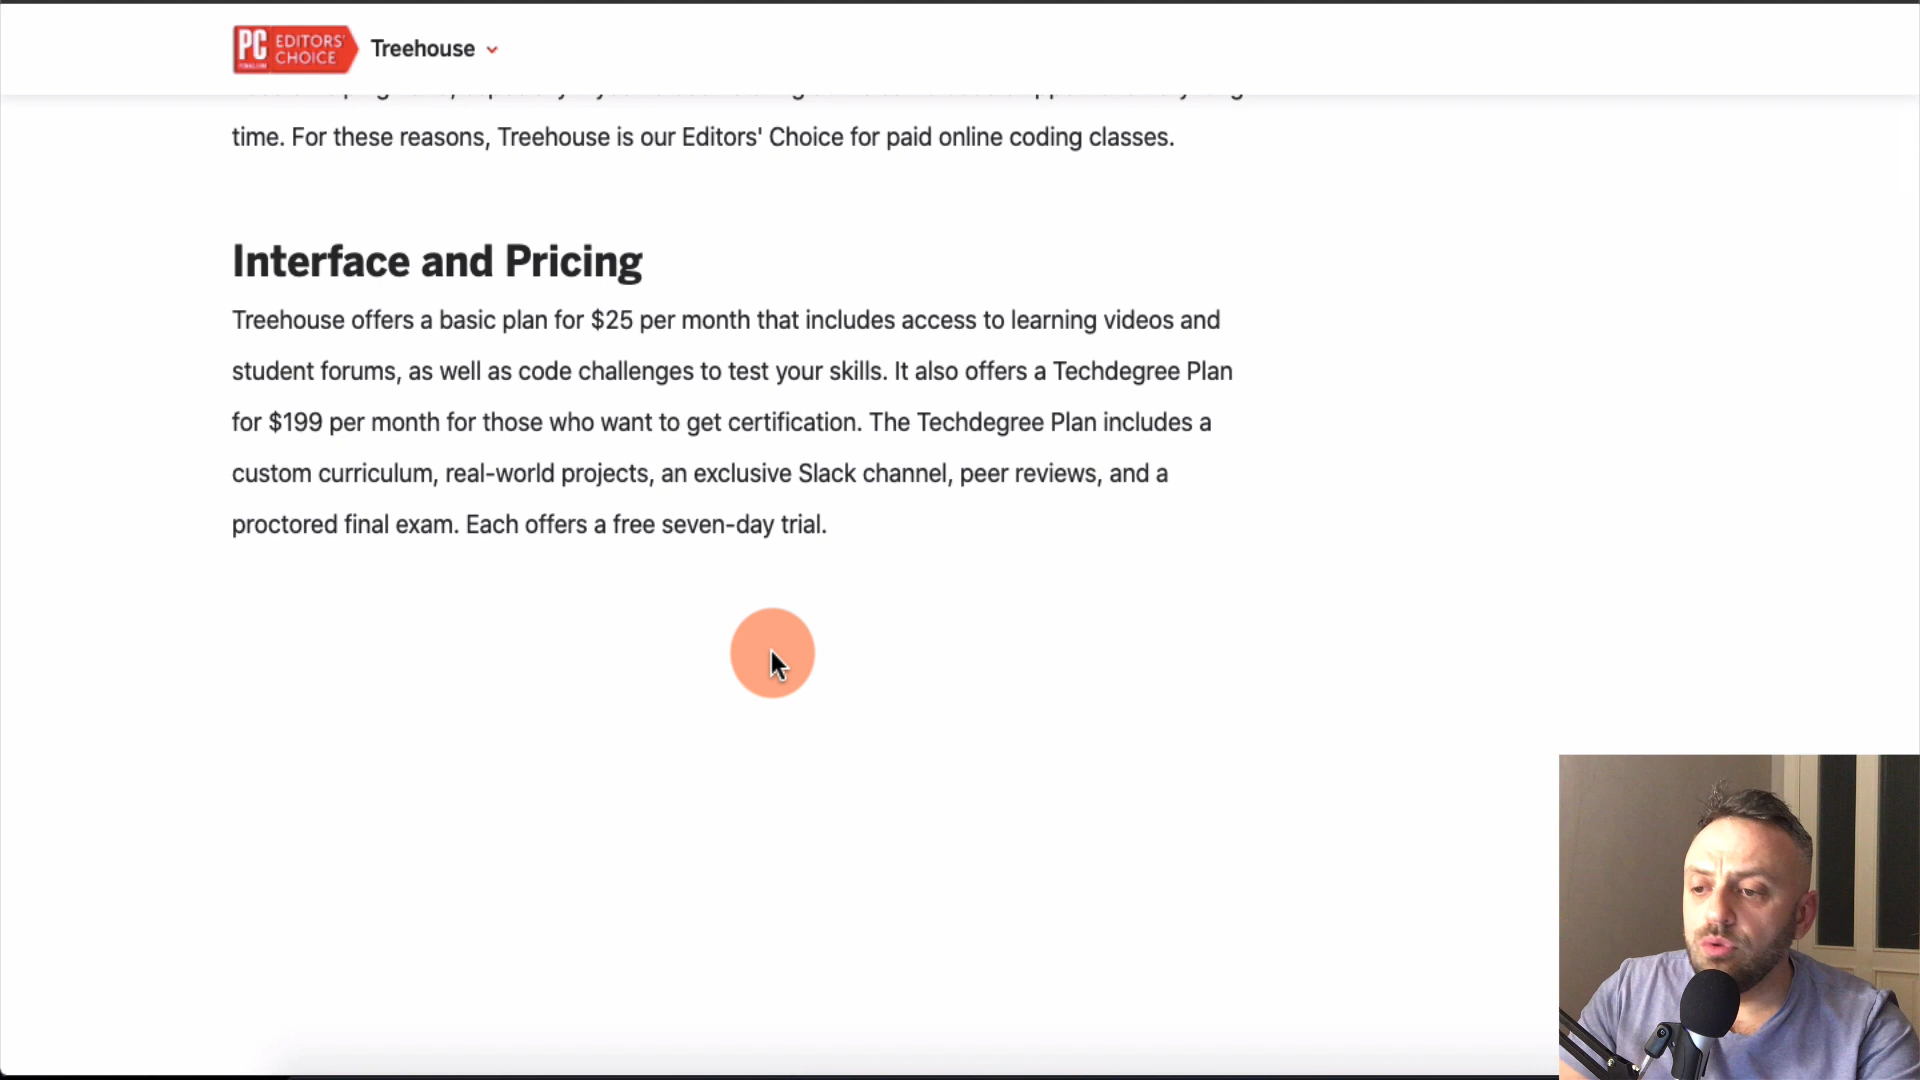 PC EDITORS' CHOICE Treehouse
time. For these reasons, Treehouse is our Editors' Choice for paid online coding classes.
Interface and Pricing
Treehouse offers a basic plan for $25 per month that includes access to learning videos and
student forums, as well as code challenges to test your skills. It also offers a Techdegree Plan
for $199 per month for those who want to get certification. The Techdegree Plan includes a
custom curriculum, real-world projects, an exclusive Slack channel, peer reviews, and a
proctored final exam. Each offers a free seven-day trial.